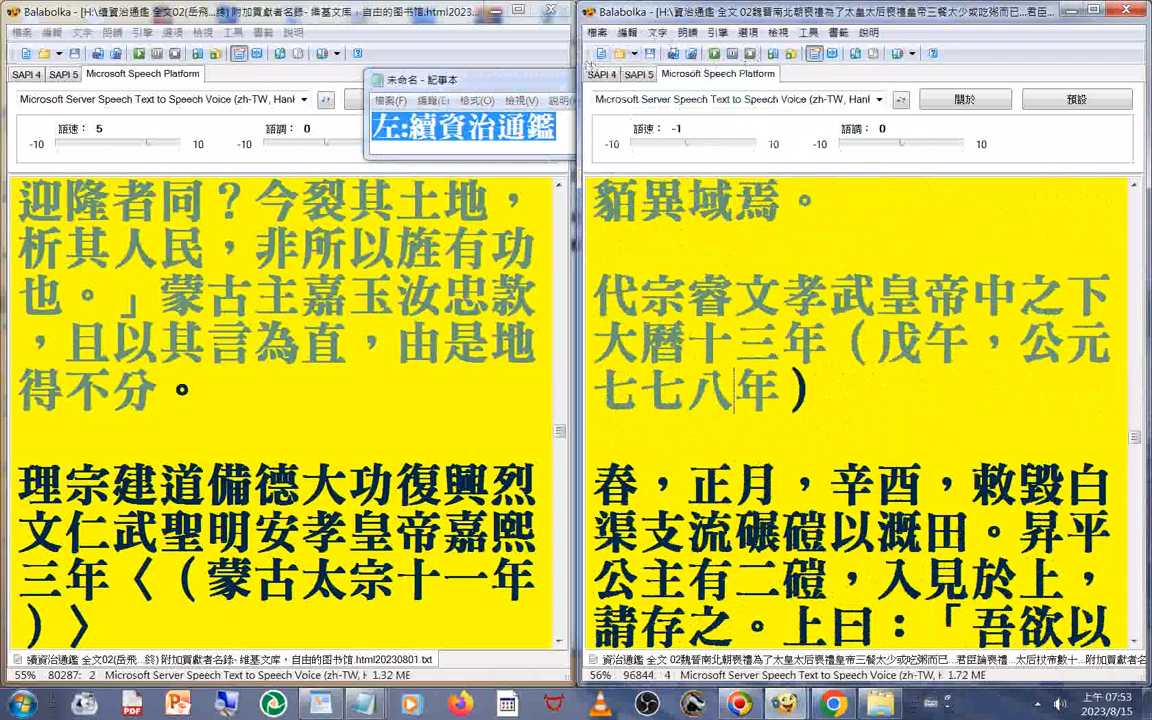 Balabolka - [H:\續資治通鑑 全文02(岳飛...終) 附加貢獻者名錄- 维基文库，自由的图书馆.html2023...
檔案 編輯 文字 朗讀 引擎 選項 檢視 工具 書籤 說明
SAPI 4 SAPI 5 Microsoft Speech Platform
Microsoft Server Speech Text to Speech Voice (zh-TW, Han
語速： 5 語調： 0
-10 10 -10
未命名 - 記事本
檔案(F) 編輯(E) 格式(O) 檢視(V) 說明
左:續資治通鑑
迎隆者同？今裂其土地，
析其人民，非所以旌有功
也。」蒙古主嘉玉汝忠款
，且以其言為直，由是地
得不分。
理宗建道備德大功復興烈
文仁武聖明安孝皇帝嘉熙
三年〈（蒙古太宗十一年
）〉
續資治通鑑 全文02(岳飛...終) 附加貢獻者名錄- 维基文库，自由的图书馆.html20230801.txt
55% 80287: 2 Microsoft Server Speech Text to Speech Voice (zh-TW, H 1.32 MB
Balabolka - [H:\資治通鑑 全文 02魏晉南北朝喪禮為了太皇太后喪禮皇帝三餐太少或吃粥而已...君臣
檔案 編輯 文字 朗讀 引擎 選項 檢視 工具 書籤 說明
SAPI 4 SAPI 5 Microsoft Speech Platform
Microsoft Server Speech Text to Speech Voice (zh-TW, Hanl
關於 預設
語速： -1 語調： 0
-10 10 -10 10
貊異域焉。
代宗睿文孝武皇帝中之下
大曆十三年（戊午，公元
七七八年）
春，正月，辛酉，敕毀白
渠支流碾磑以溉田。昇平
公主有二磑，入見於上，
請存之。上曰：「吾欲以
資治通鑑 全文 02魏晉南北朝喪禮為了太皇太后喪禮皇帝三餐太少或吃粥而已...君臣論喪禮...太后杖帝數十...附加貢獻者名
56% 96844: 4 Microsoft Server Speech Text to Speech Voice (zh-TW, H 1.72 MB
上午 07:53
2023/8/15